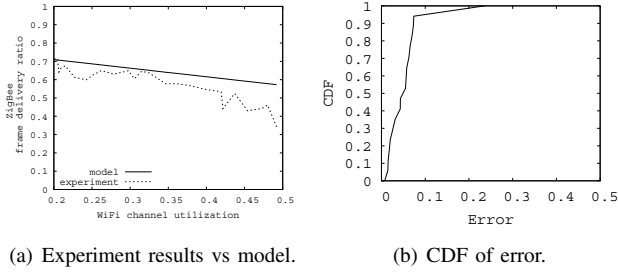 1
0.9
0.8
0.7
0.6
0.5
0.4
0.3
0.2
0.1
0
ZigBee
frame delivery ratio
model
experiment
0.2 0.25 0.3 0.35 0.4 0.45 0.5
WiFi channel utilization
(a) Experiment results vs model.
1
0.9
0.8
0.7
0.6
0.5
0.4
0.3
0.2
0.1
0
CDF
0 0.1 0.2 0.3 0.4 0.5
Error
(b) CDF of error.